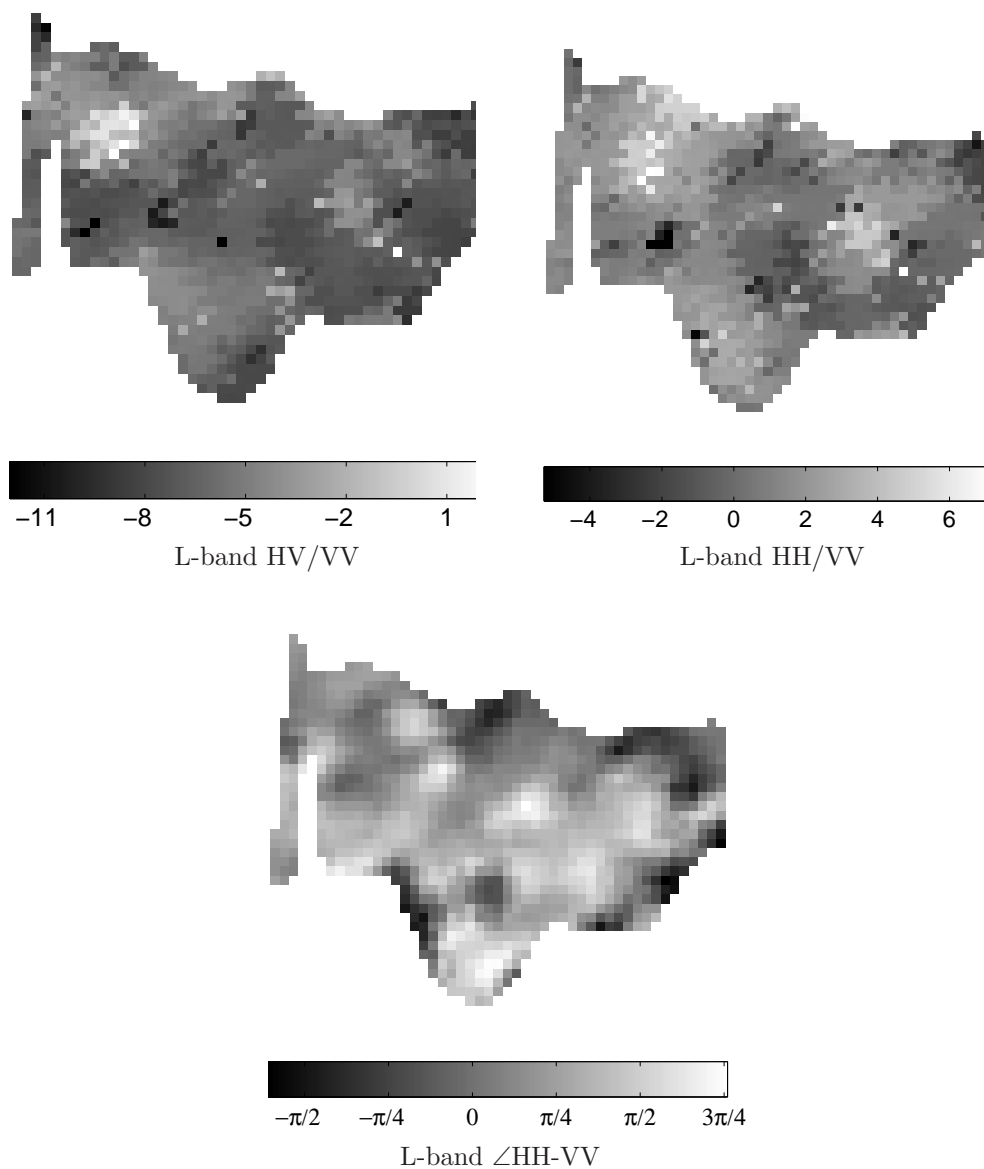 −11 −8 −5 −2 1
L-band HV/VV
−4 −2 0 2 4 6
L-band HH/VV
−π/2 −π/4 0 π/4 π/2 3π/4
L-band ∠HH-VV